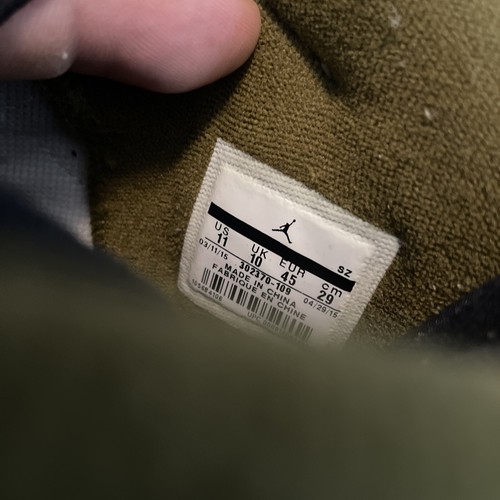 SZ
US UK EUR cm
11 10 45 29
03/11/15 302370-109 04/29/15
MADE IN CHINA
FABRIQUE EN CHINE